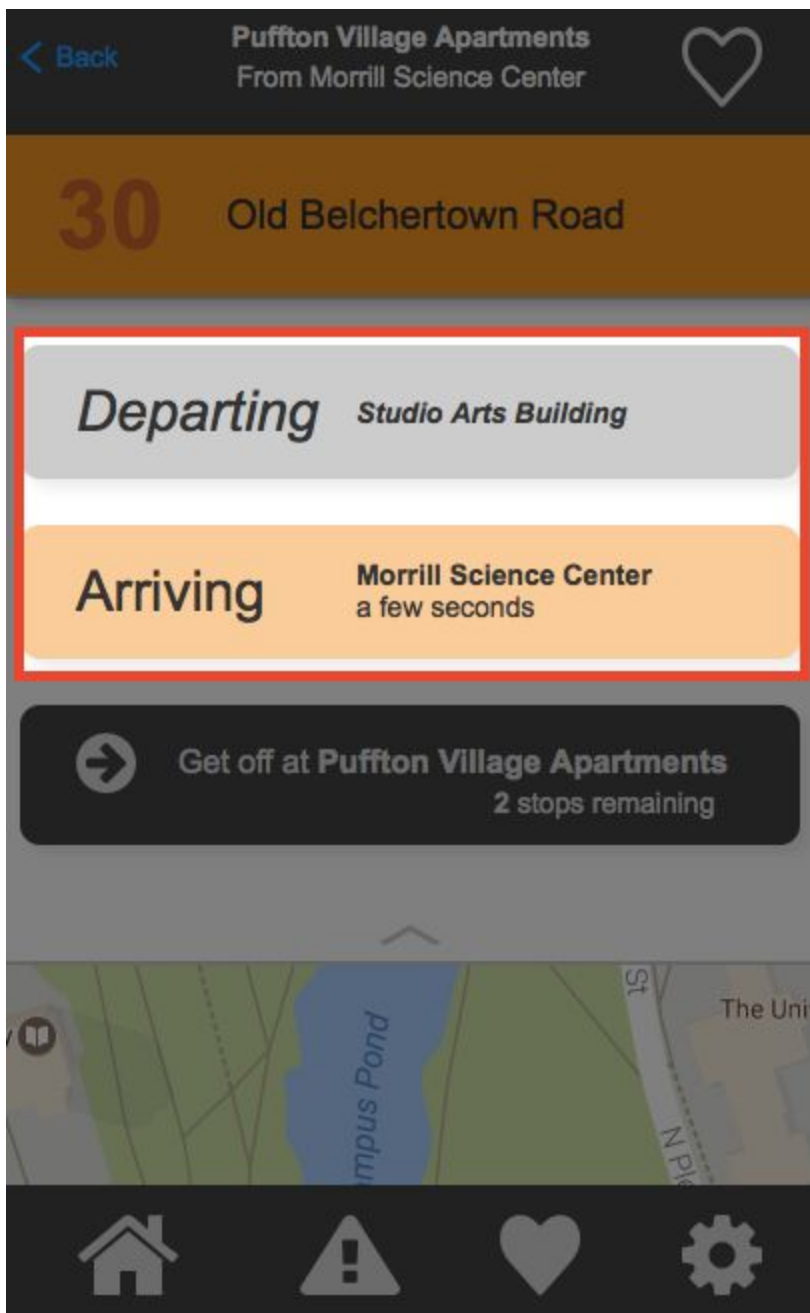 Back
Puffton Village Apartments
From Morrill Science Center
30 Old Belchertown Road
Departing Studio Arts Building
Arriving Morrill Science Center
a few seconds
Get off at Puffton Village Apartments
2 stops remaining
St
The Uni
mpus Pond
N Ple